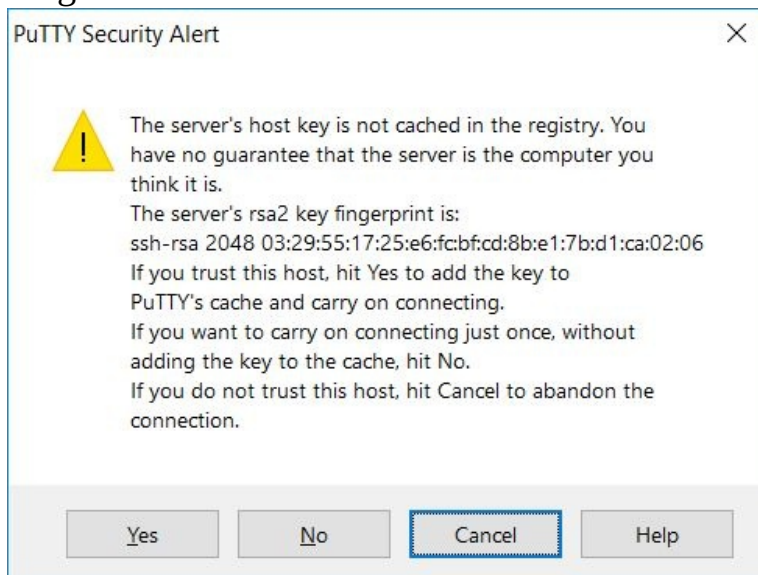 PuTTY Security Alert
The server's host key is not cached in the registry. You
have no guarantee that the server is the computer you
think it is.
The server's rsa2 key fingerprint is:
ssh-rsa 2048 03:29:55:17:25:e6:fc:bf:cd:8b:e1:7b:d1:ca:02:06
If you trust this host, hit Yes to add the key to
PuTTY's cache and carry on connecting.
If you want to carry on connecting just once, without
adding the key to the cache, hit No.
If you do not trust this host, hit Cancel to abandon the
connection.
Yes No Cancel Help